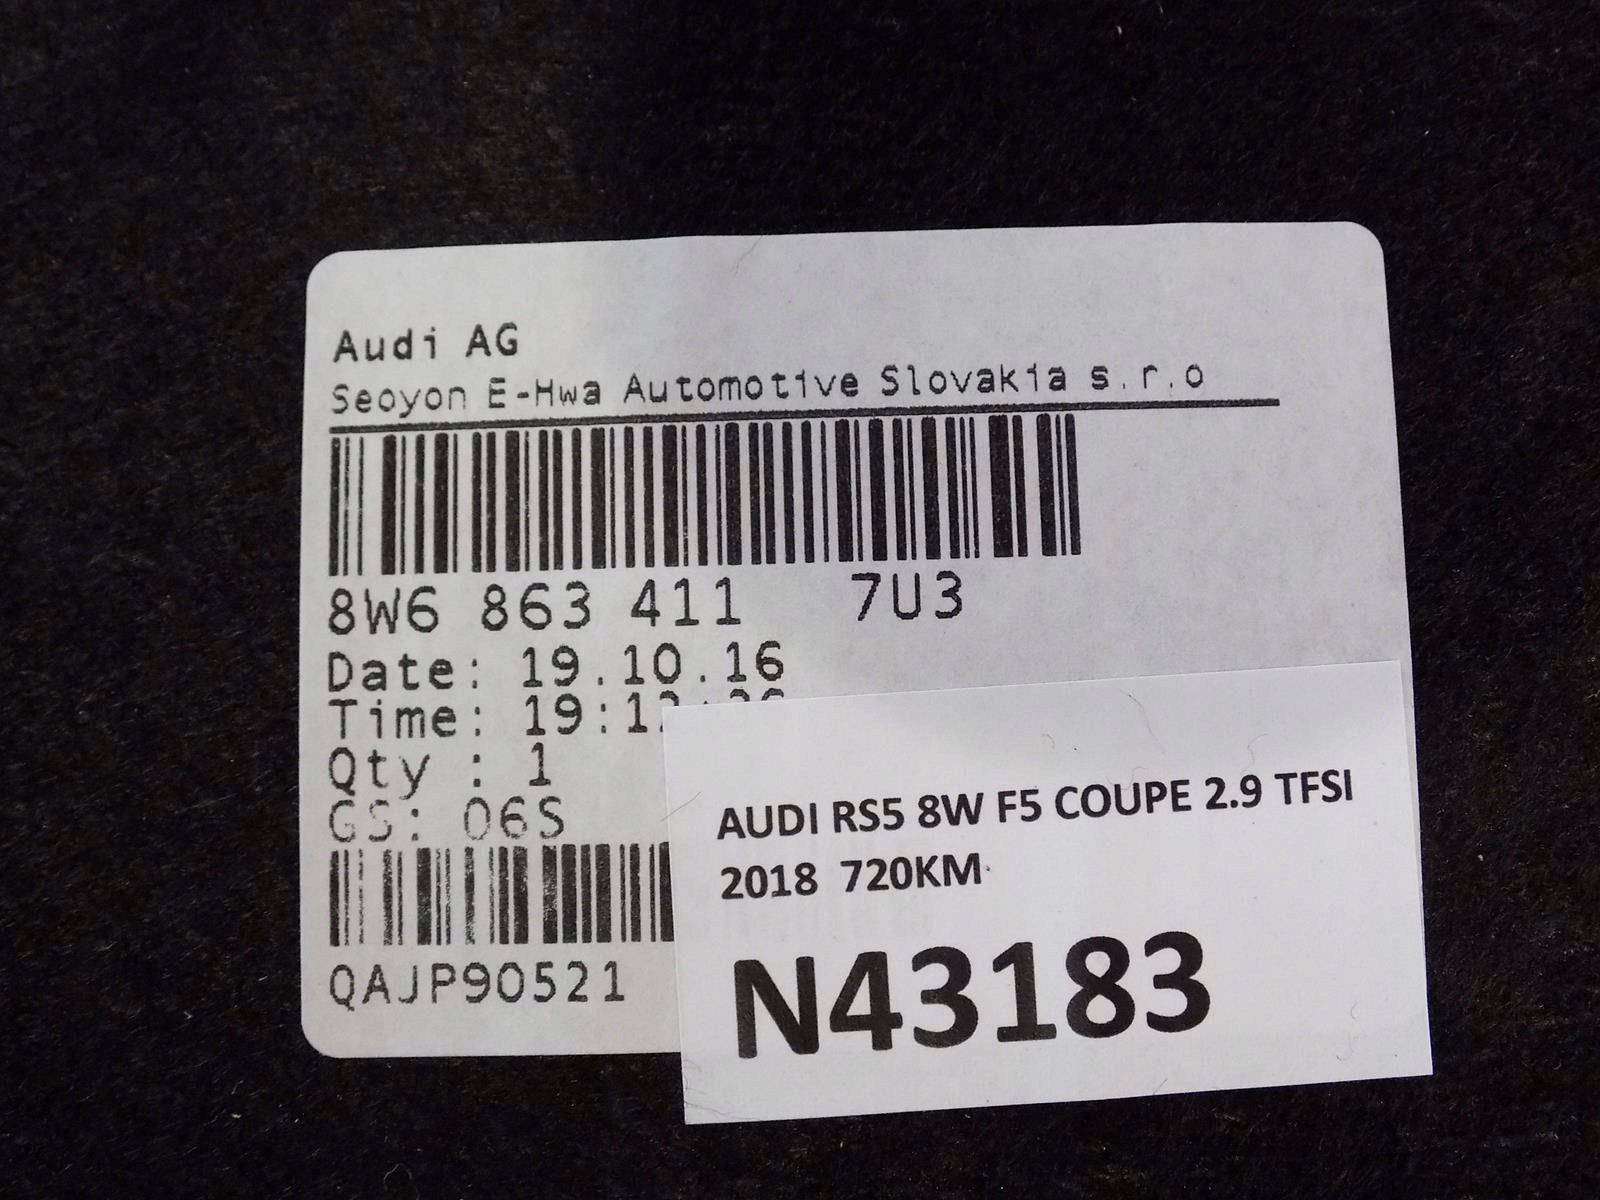 Audi AG
Seoyon E-Hwa Automotive Slovakia s.r.o
8W6 863 411 7U3
Date: 19.10.16
Time:
Qty : 1
GS: 06S
QAJP90521
AUDI RS5 8W F5 COUPE 2.9 TFSI
2018 720KM
N43183